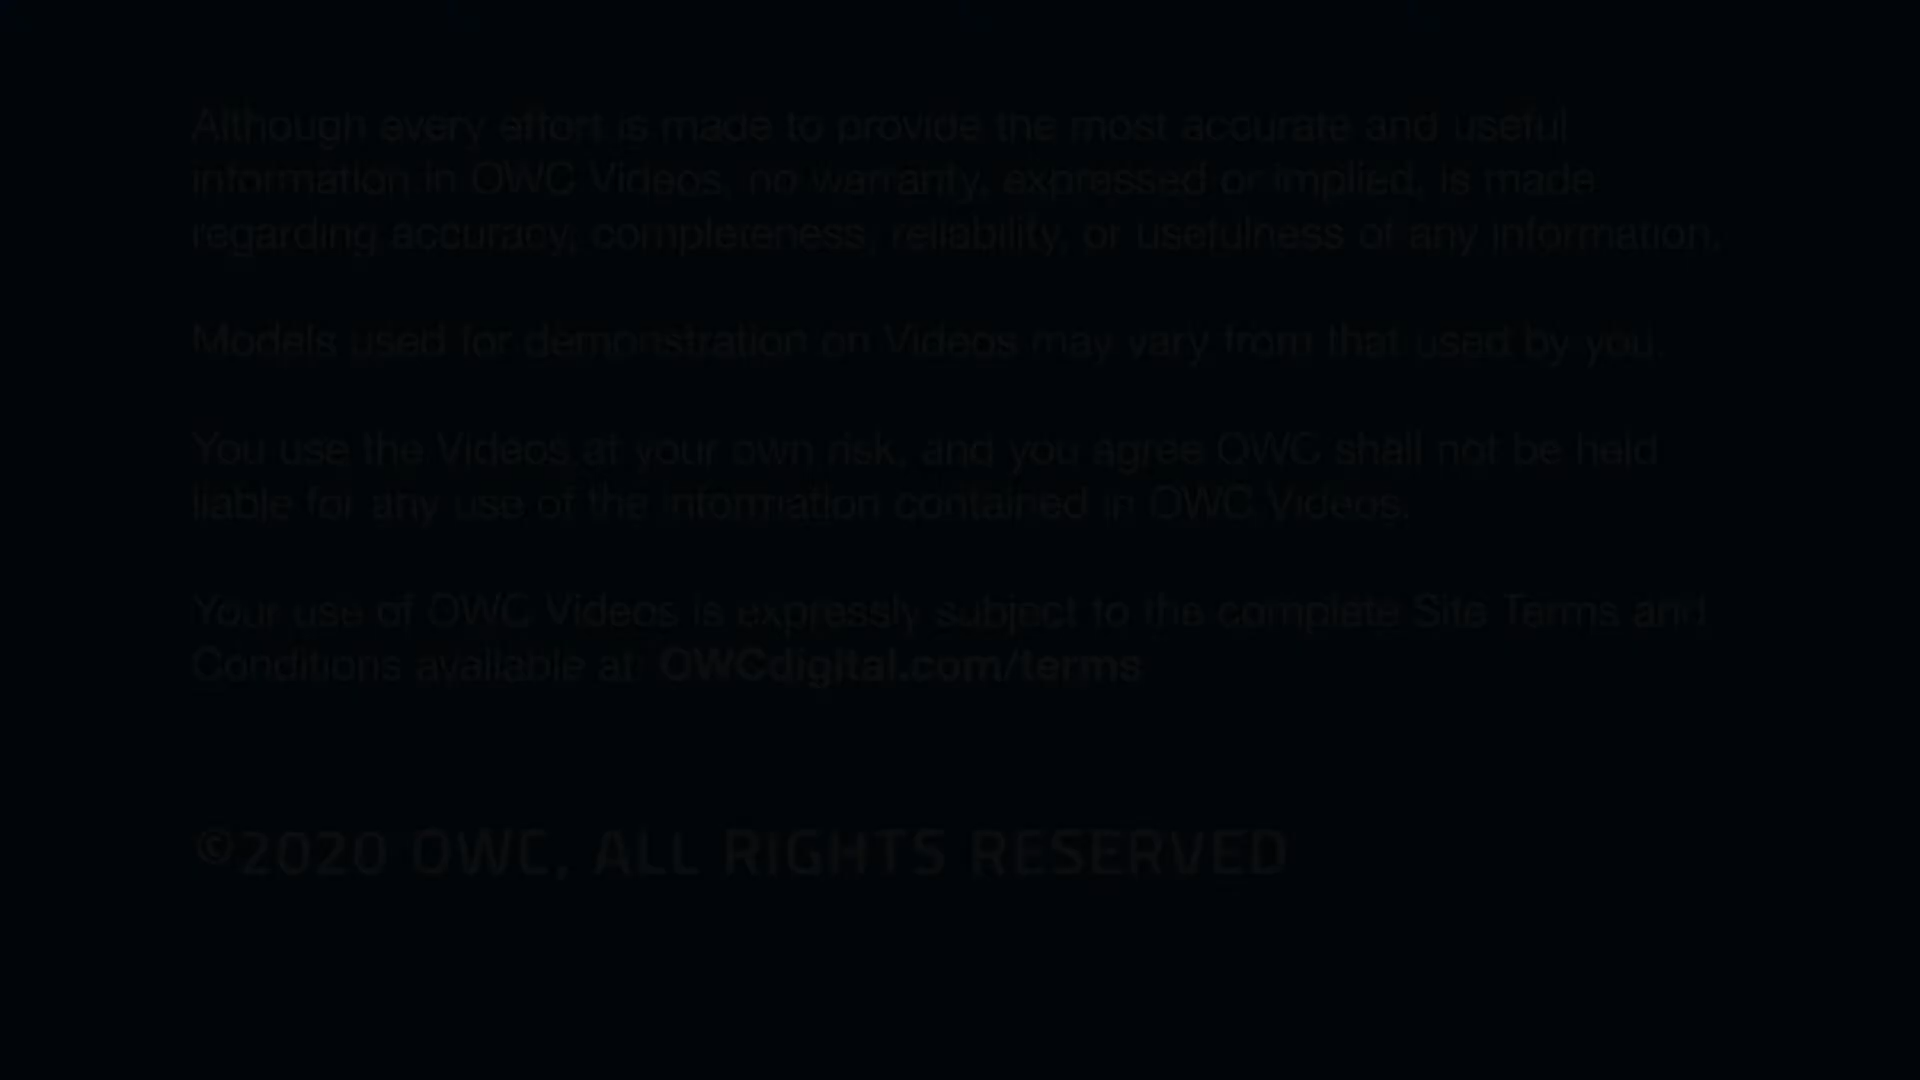 Although every effort is made to provide the most accurate and useful
information in OWC Videos, no warranty, expressed or implied, is made
regarding accuracy, completeness, reliability, or usefulness of any information.
Models used for demonstration on Videos may vary from that used by you.
You use the Videos at your own risk, and you agree OWC shall not be held
liable for any use of the information contained in OWC Videos.
Your use of OWC Videos is expressly subject to the complete Site Terms and
Conditions available at: OWCdigital.com/terms
©2020 OWC, ALL RIGHTS RESERVED